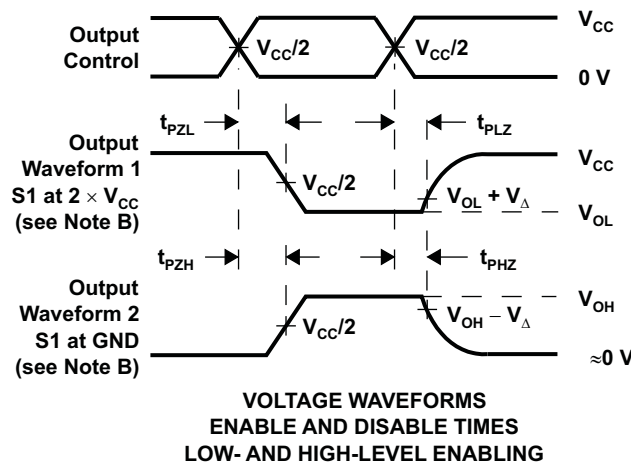 Output
Control
V_CC/2
V_CC/2
V_CC
0 V
t_PZL
t_PLZ
Output
Waveform 1
S1 at 2 × V_CC
(see Note B)
V_CC/2
V_OL + V_Δ
V_CC
V_OL
t_PZH
t_PHZ
Output
Waveform 2
S1 at GND
(see Note B)
V_CC/2
V_OH − V_Δ
V_OH
≈0 V
VOLTAGE WAVEFORMS
ENABLE AND DISABLE TIMES
LOW- AND HIGH-LEVEL ENABLING